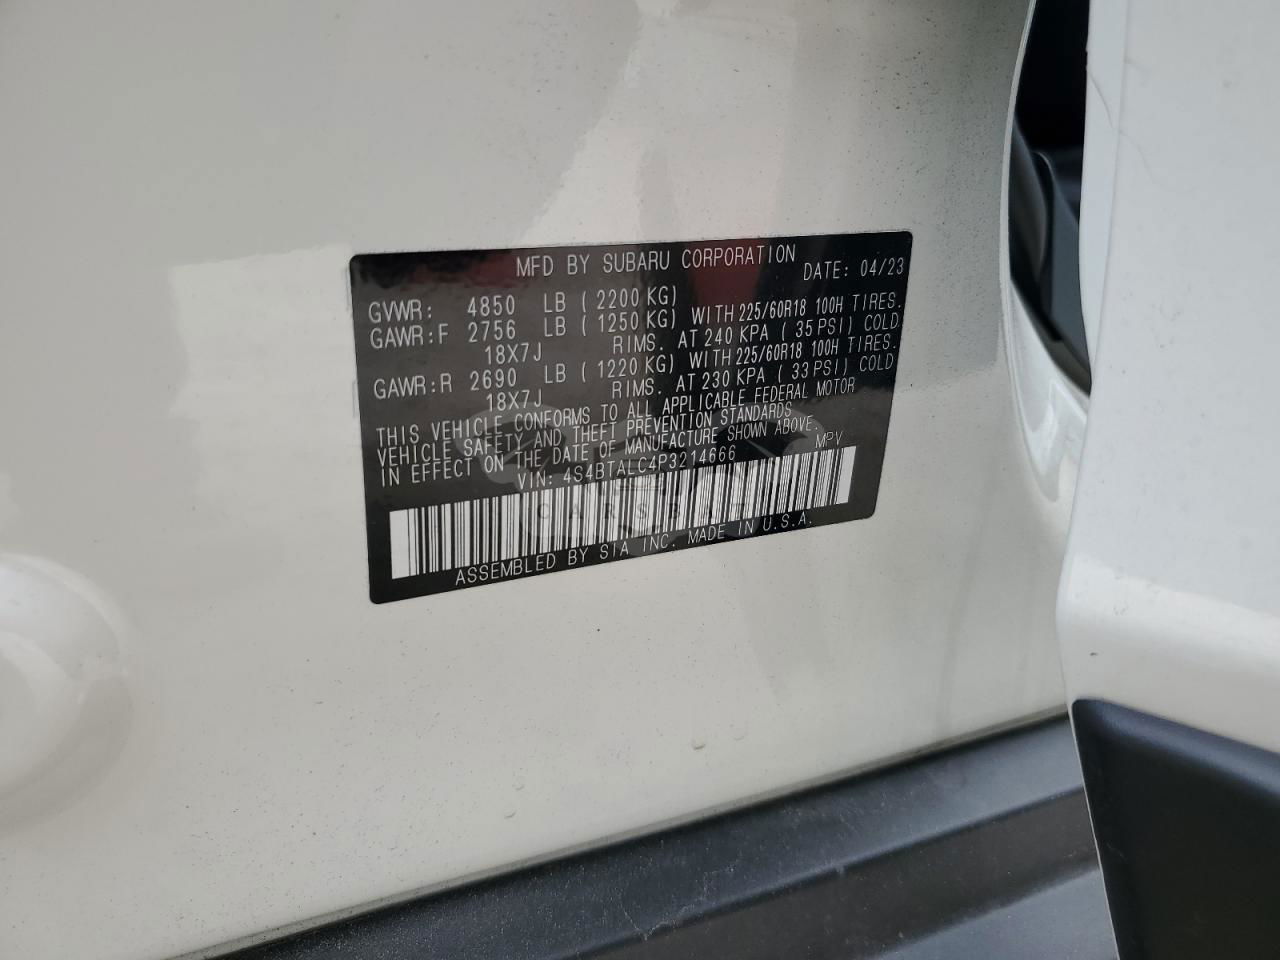 MFD BY SUBARU CORPORATION
DATE: 04/23
GVWR: 4850 LB ( 2200 KG)
GAWR:F 2756 LB ( 1250 KG) WITH 225/60R18 100H TIRES.
18X7J RIMS. AT 240 KPA ( 35 PSI) COLD
GAWR:R 2690 LB ( 1220 KG) WITH 225/60R18 100H TIRES.
18X7J RIMS. AT 230 KPA ( 33 PSI) COLD
THIS VEHICLE CONFORMS TO ALL APPLICABLE FEDERAL MOTOR
VEHICLE SAFETY AND THEFT PREVENTION STANDARDS
IN EFFECT ON THE DATE OF MANUFACTURE SHOWN ABOVE.
VIN: 4S4BTALC4P3214666 MPV
ASSEMBLED BY SIA INC. MADE IN U.S.A.